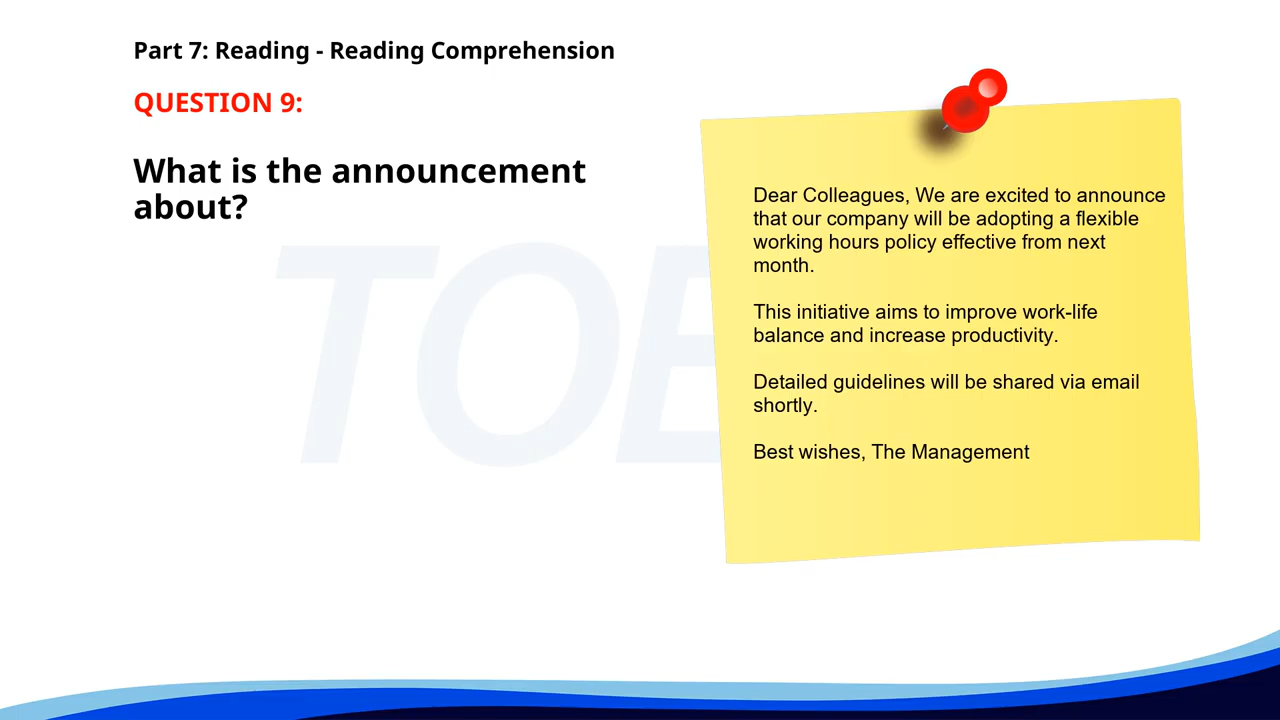 Part 7: Reading - Reading Comprehension
QUESTION 9:
What is the announcement
about?
Dear Colleagues, We are excited to announce
that our company will be adopting a flexible
working hours policy effective from next
month.
This initiative aims to improve work-life
balance and increase productivity.
Detailed guidelines will be shared via email
shortly.
Best wishes, The Management